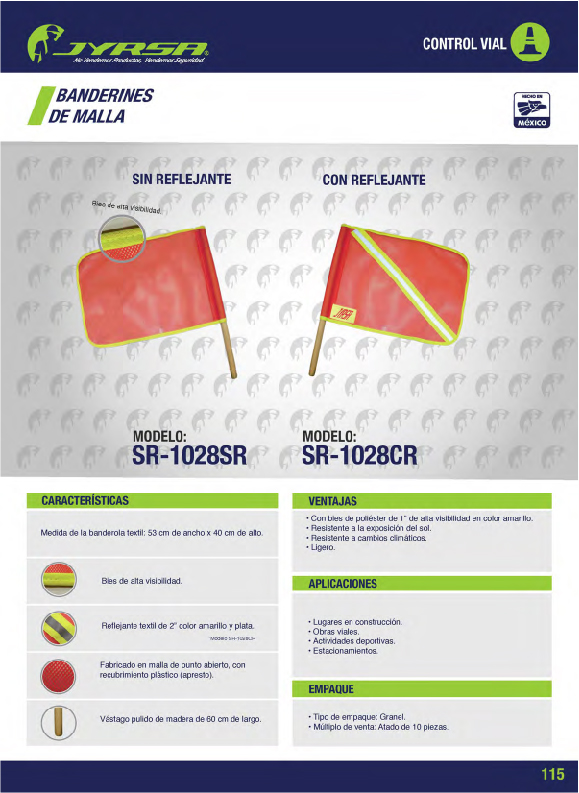 JYRSA®
No Vendemos Productos, Vendemos Seguridad
CONTROL VIAL
BANDERINES
DE MALLA
HECHO EN
MÉXICO
SIN REFLEJANTE
CON REFLEJANTE
Bies de alta visibilidad.
JYRSA
MODELO:
SR-1028SR
MODELO:
SR-1028CR
CARACTERÍSTICAS
Medida de la banderola textil: 53 cm de ancho x 40 cm de alto.
Bies de alta visibilidad.
Reflejante textil de 2" color amarillo y plata.
Fabricado en malla de punto abierto, con
recubrimiento plástico (apresto).
Vástago pulido de madera de 60 cm de largo.
VENTAJAS
• Con bies de poliéster de 1" de alta visibilidad en color amarillo.
• Resistente a la exposición del sol.
• Resistente a cambios climáticos.
• Ligero.
APLICACIONES
• Lugares en construcción.
• Obras viales.
• Actividades deportivas.
• Estacionamientos.
EMPAQUE
• Tipo de empaque: Granel.
• Múltiplo de venta: Atado de 10 piezas.
115